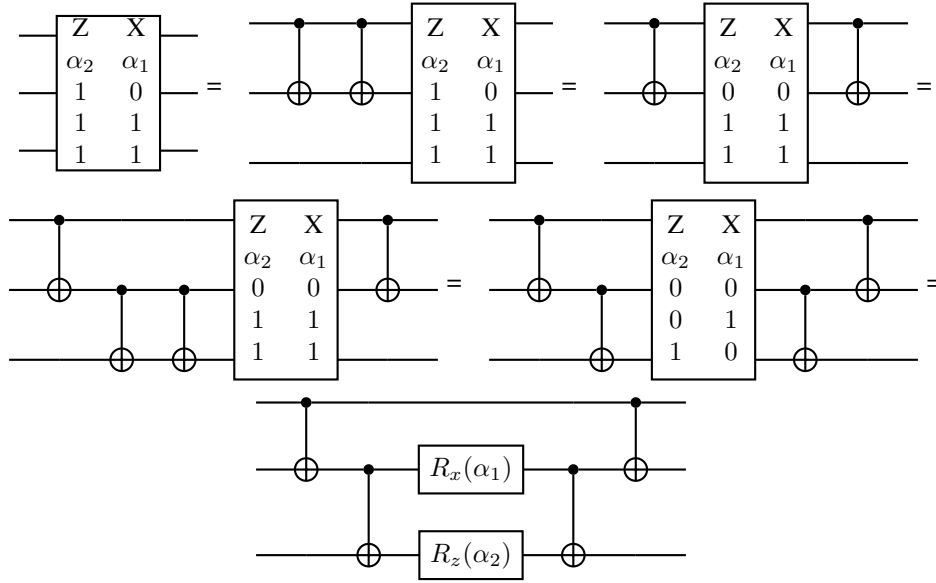 Z X Z X Z X
α₂ α₁ α₂ α₁ α₂ α₁
1 0 = 1 0 = 0 0 =
1 1 1 1 1 1
1 1 1 1 1 1
Z X Z X
α₂ α₁ α₂ α₁
0 0 = 0 0 =
1 1 0 1
1 1 1 0
Rₓ(α₁)
R_z(α₂)